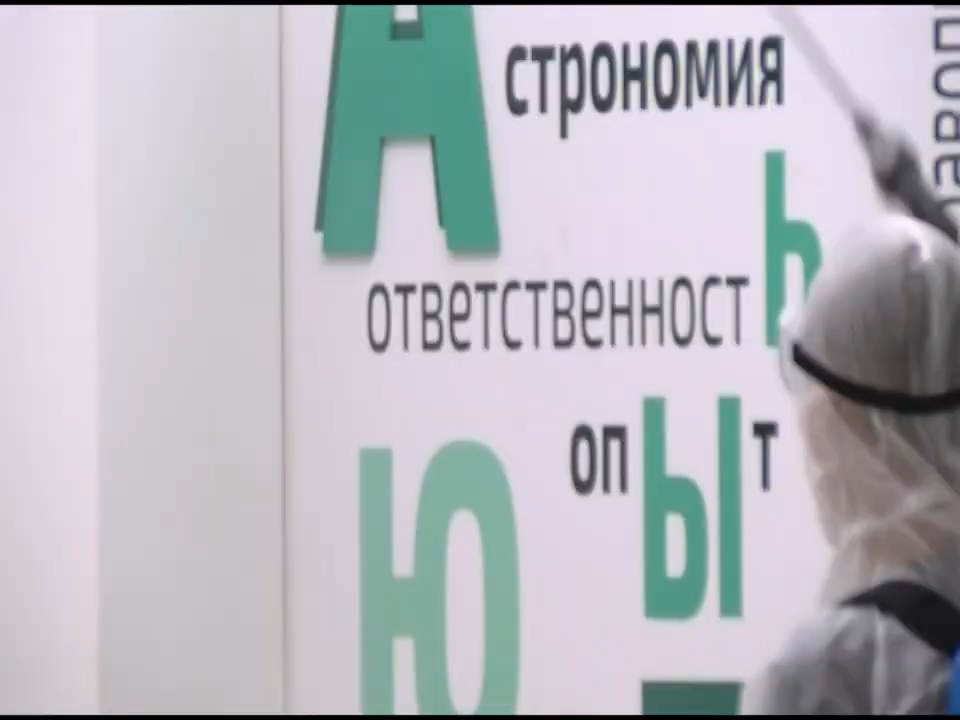 Астрономия
ответственность
опыт
Ю